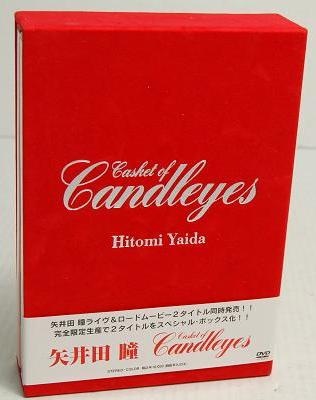 Casket of
Candleyes
Hitomi Yaida
矢井田 瞳ライヴ&ロードムービー2タイトル同時発売!!
完全限定生産で2タイトルをスペシャル・ボックス化!!
矢井田 瞳
Casket of
Candleyes
DVD